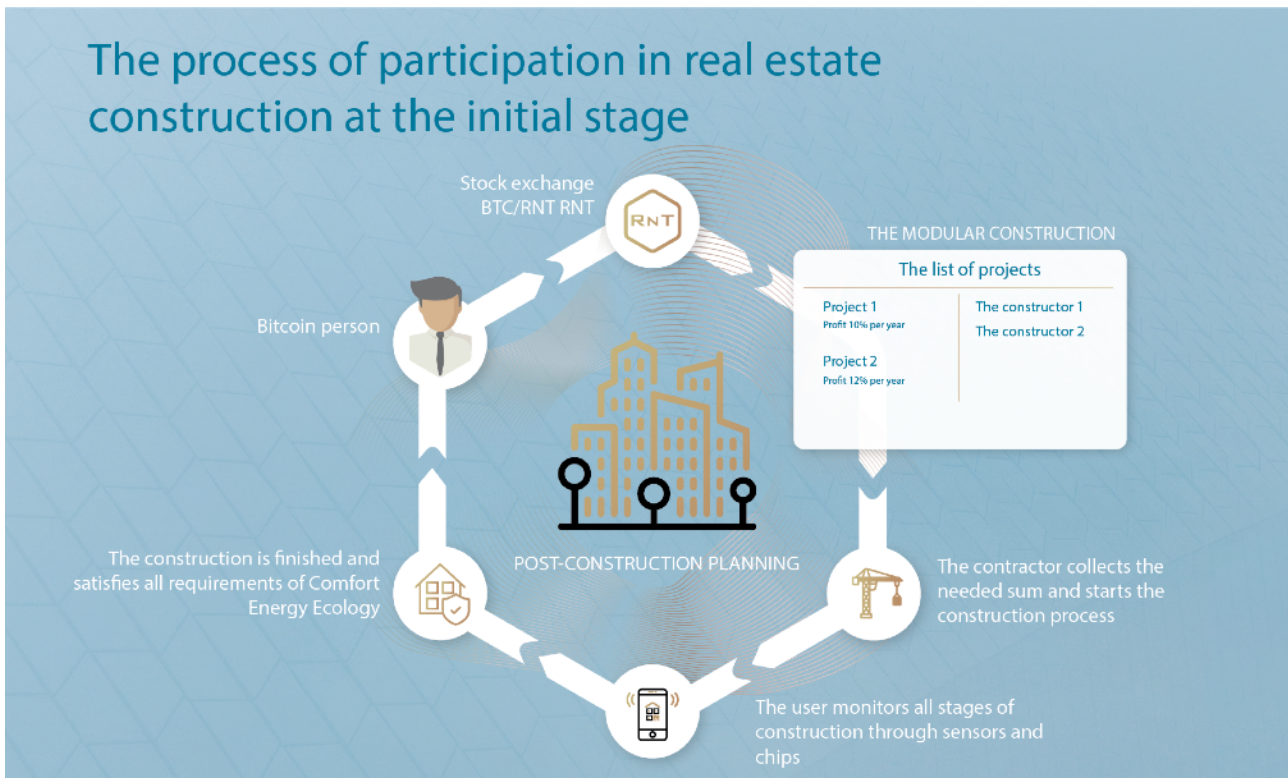 The process of participation in real estate
construction at the initial stage
Stock exchange
BTC/RNT RNT
RNT
THE MODULAR CONSTRUCTION
The list of projects
Project 1
Profit 10% per year
Project 2
Profit 12% per year
The constructor 1
The constructor 2
Bitcoin person
POST-CONSTRUCTION PLANNING
The construction is finished and
satisfies all requirements of Comfort
Energy Ecology
The contractor collects the
needed sum and starts the
construction process
The user monitors all stages of
construction through sensors and
chips